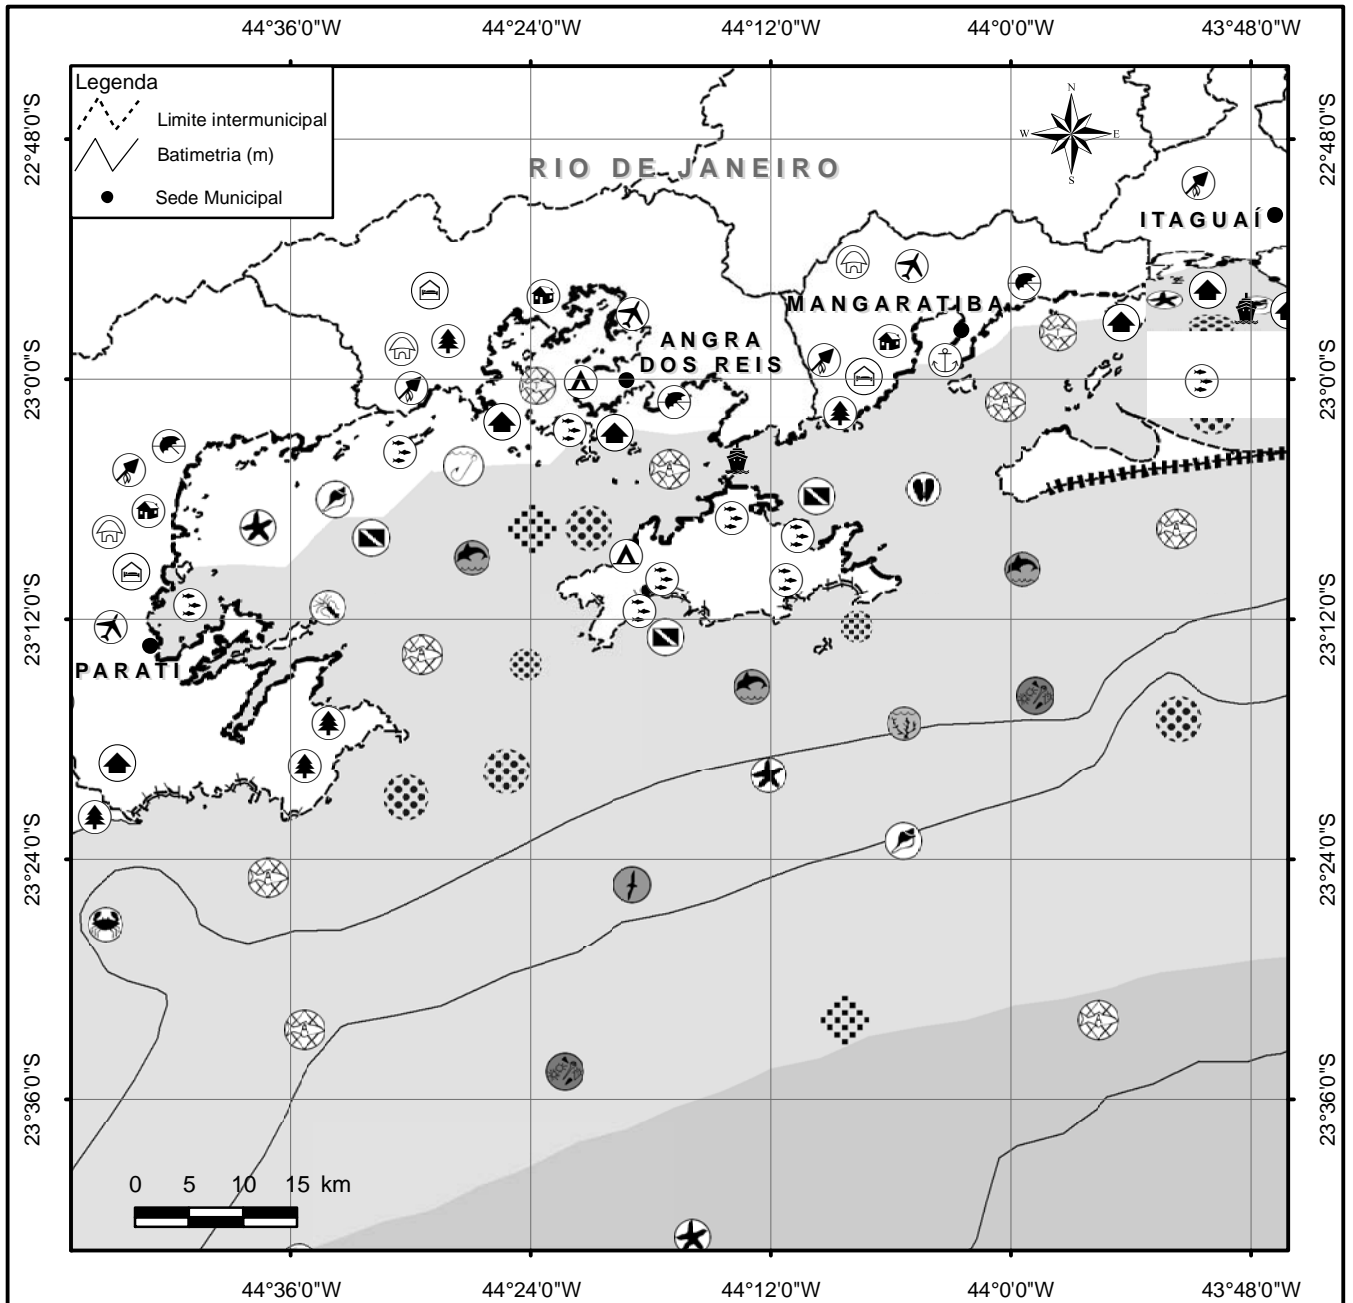 44°36'0"W 44°24'0"W 44°12'0"W 44°0'0"W 43°48'0"W
Legenda
Limite intermunicipal
Batimetria (m)
Sede Municipal
N
W E
S
22°48'0"S 22°48'0"S
RIO DE JANEIRO
ITAGUAÍ
MANGARATIBA
ANGRA
DOS REIS
23°0'0"S 23°0'0"S
23°12'0"S 23°12'0"S
PARATI
23°24'0"S 23°24'0"S
23°36'0"S 23°36'0"S
0 5 10 15 km
44°36'0"W 44°24'0"W 44°12'0"W 44°0'0"W 43°48'0"W